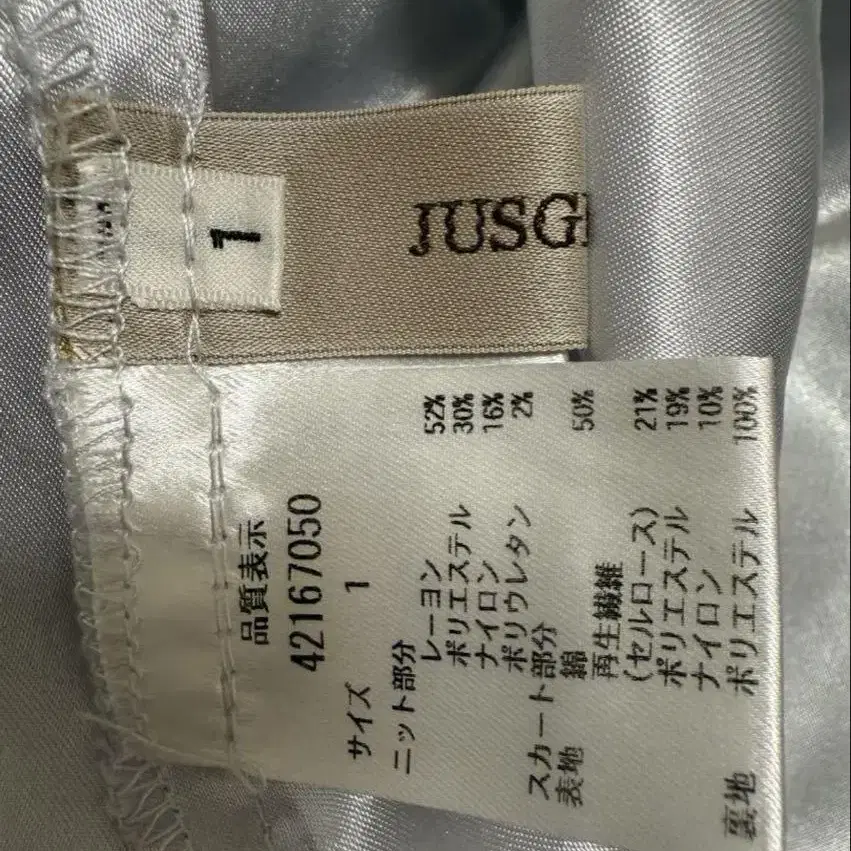 JUSG
1
品質表示
42167050
サイズ 1
ニット部分
レーヨン 52%
ポリエステル 30%
ナイロン 16%
ポリウレタン 2%
スカート部分
表地 綿 50%
再生繊維
(セルロース) 21%
ポリエステル 19%
ナイロン 10%
裏地 ポリエステル 100%